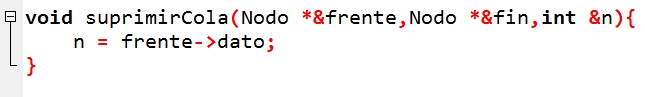 void suprimirCola(Nodo *&frente,Nodo *&fin,int &n){
    n = frente->dato;
}